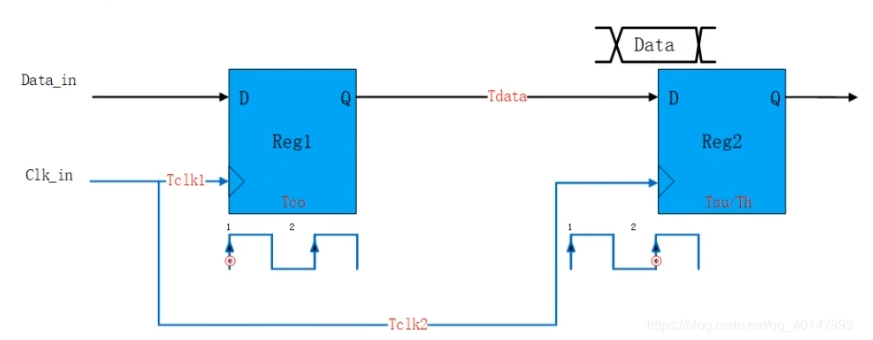 Data
Data_in
D
Q
Tdata
D
Q
Reg1
Reg2
Clk_in
Tclk1
Tco
Tsu/Th
1
2
1
2
Tclk2
https://blog.csdn.net/qq_40147893